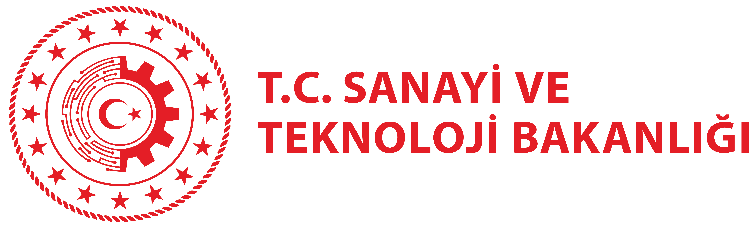 T.C. SANAYİ VE
TEKNOLOJİ BAKANLIĞI